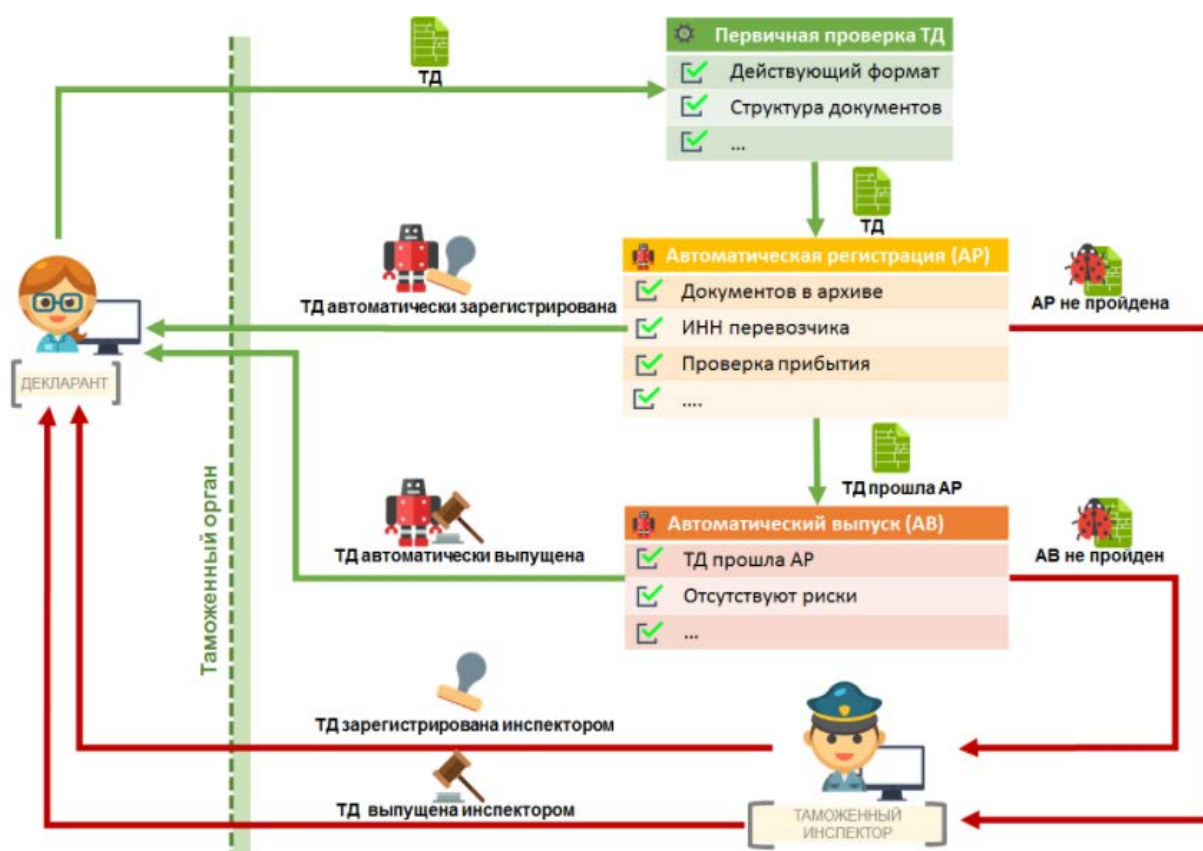 Первичная проверка ТД
Действующий формат
Структура документов
...
ТД
ТД
Автоматическая регистрация (АР)
Документов в архиве
ИНН перевозчика
Проверка прибытия
....
ТД автоматически зарегистрирована
АР не пройдена
ДЕКЛАРАНТ
Таможенный орган
ТД прошла АР
Автоматический выпуск (АВ)
ТД прошла АР
Отсутствуют риски
...
ТД автоматически выпущена
АВ не пройден
ТД зарегистрирована инспектором
ТД выпущена инспектором
ТАМОЖЕННЫЙ
ИНСПЕКТОР